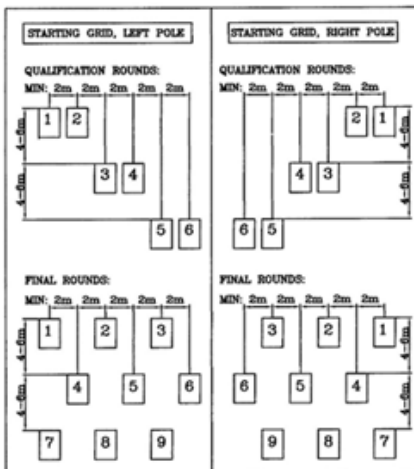 STARTING GRID, LEFT POLE
QUALIFICATION ROUNDS:
MIN: 2m 2m 2m 2m 2m
1 2
4-6m
3 4
4-6m
5 6
FINAL ROUNDS:
MIN: 2m 2m 2m 2m 2m
1 2 3
4-6m
4 5 6
4-6m
7 8 9
STARTING GRID, RIGHT POLE
QUALIFICATION ROUNDS:
MIN: 2m 2m 2m 2m 2m
2 1
4-6m
4 3
4-6m
6 5
FINAL ROUNDS:
MIN: 2m 2m 2m 2m 2m
3 2 1
4-6m
6 5 4
4-6m
9 8 7